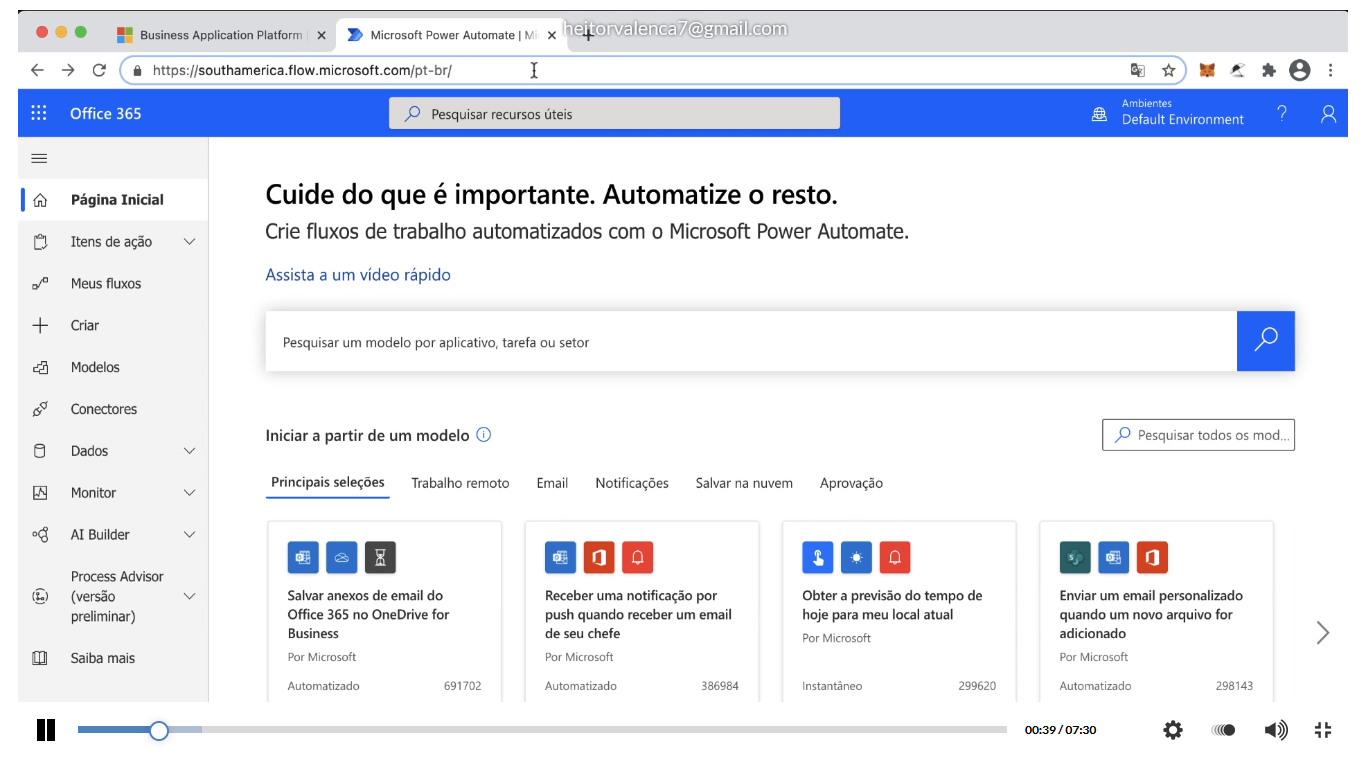 heitorvalenca7@gmail.com
Business Application Platform
Microsoft Power Automate | Mi
https://southamerica.flow.microsoft.com/pt-br/
Office 365
Pesquisar recursos úteis
Ambientes
Default Environment
Página Inicial
Itens de ação
Meus fluxos
Criar
Modelos
Conectores
Dados
Monitor
AI Builder
Process Advisor
(versão
preliminar)
Saiba mais
Cuide do que é importante. Automatize o resto.
Crie fluxos de trabalho automatizados com o Microsoft Power Automate.
Assista a um vídeo rápido
Pesquisar um modelo por aplicativo, tarefa ou setor
Iniciar a partir de um modelo
Pesquisar todos os mod...
Principais seleções Trabalho remoto Email Notificações Salvar na nuvem Aprovação
Salvar anexos de email do
Office 365 no OneDrive for
Business
Por Microsoft
Automatizado 691702
Receber uma notificação por
push quando receber um email
de seu chefe
Por Microsoft
Automatizado 386984
Obter a previsão do tempo de
hoje para meu local atual
Por Microsoft
Instantâneo 299620
Enviar um email personalizado
quando um novo arquivo for
adicionado
Por Microsoft
Automatizado 298143
00:39 / 07:30